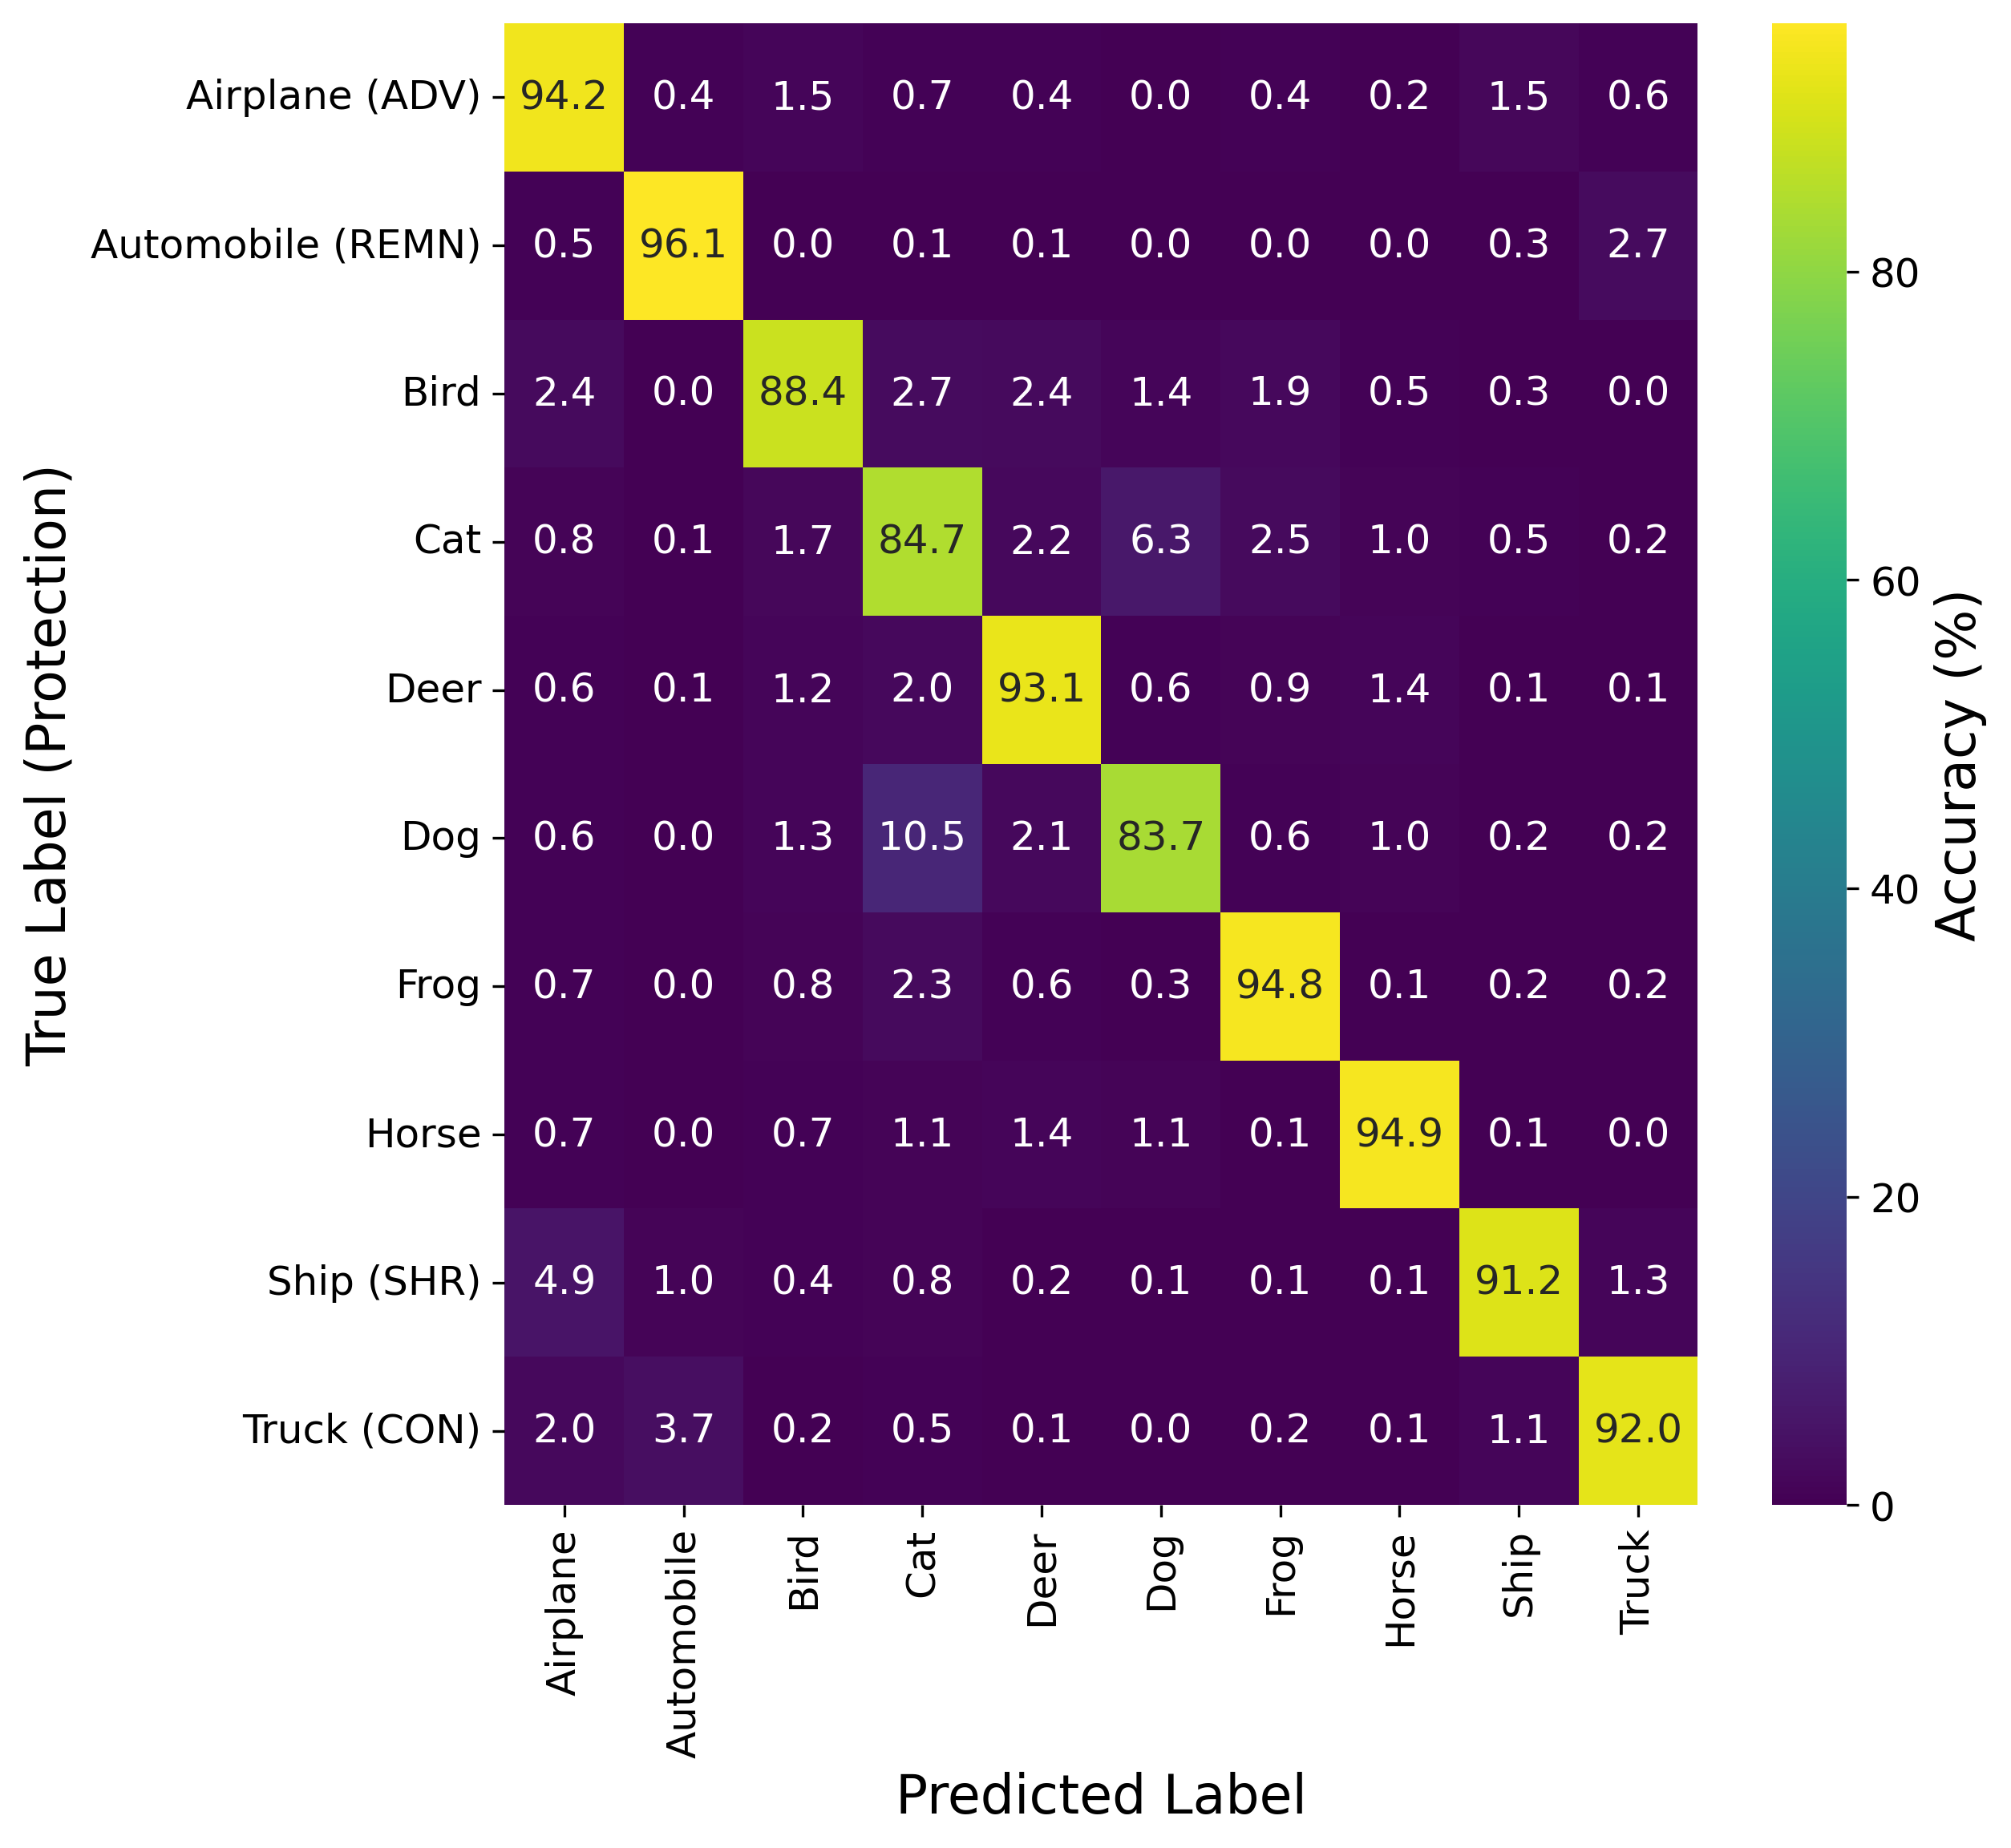 Airplane (ADV) 94.2 0.4 1.5 0.7 0.4 0.0 0.4 0.2 1.5 0.6
Automobile (REMN) 0.5 96.1 0.0 0.1 0.1 0.0 0.0 0.0 0.3 2.7
Bird 2.4 0.0 88.4 2.7 2.4 1.4 1.9 0.5 0.3 0.0
Cat 0.8 0.1 1.7 84.7 2.2 6.3 2.5 1.0 0.5 0.2
Deer 0.6 0.1 1.2 2.0 93.1 0.6 0.9 1.4 0.1 0.1
Dog 0.6 0.0 1.3 10.5 2.1 83.7 0.6 1.0 0.2 0.2
Frog 0.7 0.0 0.8 2.3 0.6 0.3 94.8 0.1 0.2 0.2
Horse 0.7 0.0 0.7 1.1 1.4 1.1 0.1 94.9 0.1 0.0
Ship (SHR) 4.9 1.0 0.4 0.8 0.2 0.1 0.1 0.1 91.2 1.3
Truck (CON) 2.0 3.7 0.2 0.5 0.1 0.0 0.2 0.1 1.1 92.0
Airplane Automobile Bird Cat Deer Dog Frog Horse Ship Truck
Predicted Label
True Label (Protection)
80
60
40
20
0
Accuracy (%)